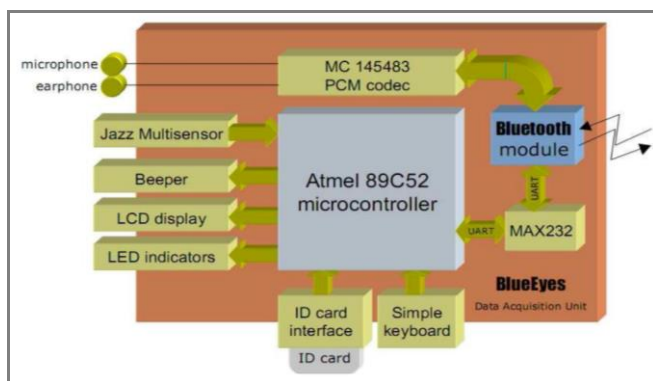 microphone
earphone
MC 145483
PCM codec
Jazz Multisensor
Beeper
LCD display
LED indicators
Atmel 89C52
microcontroller
Bluetooth
module
UART
UART
MAX232
BlueEyes
Data Acquisition Unit
ID card
interface
Simple
keyboard
ID card